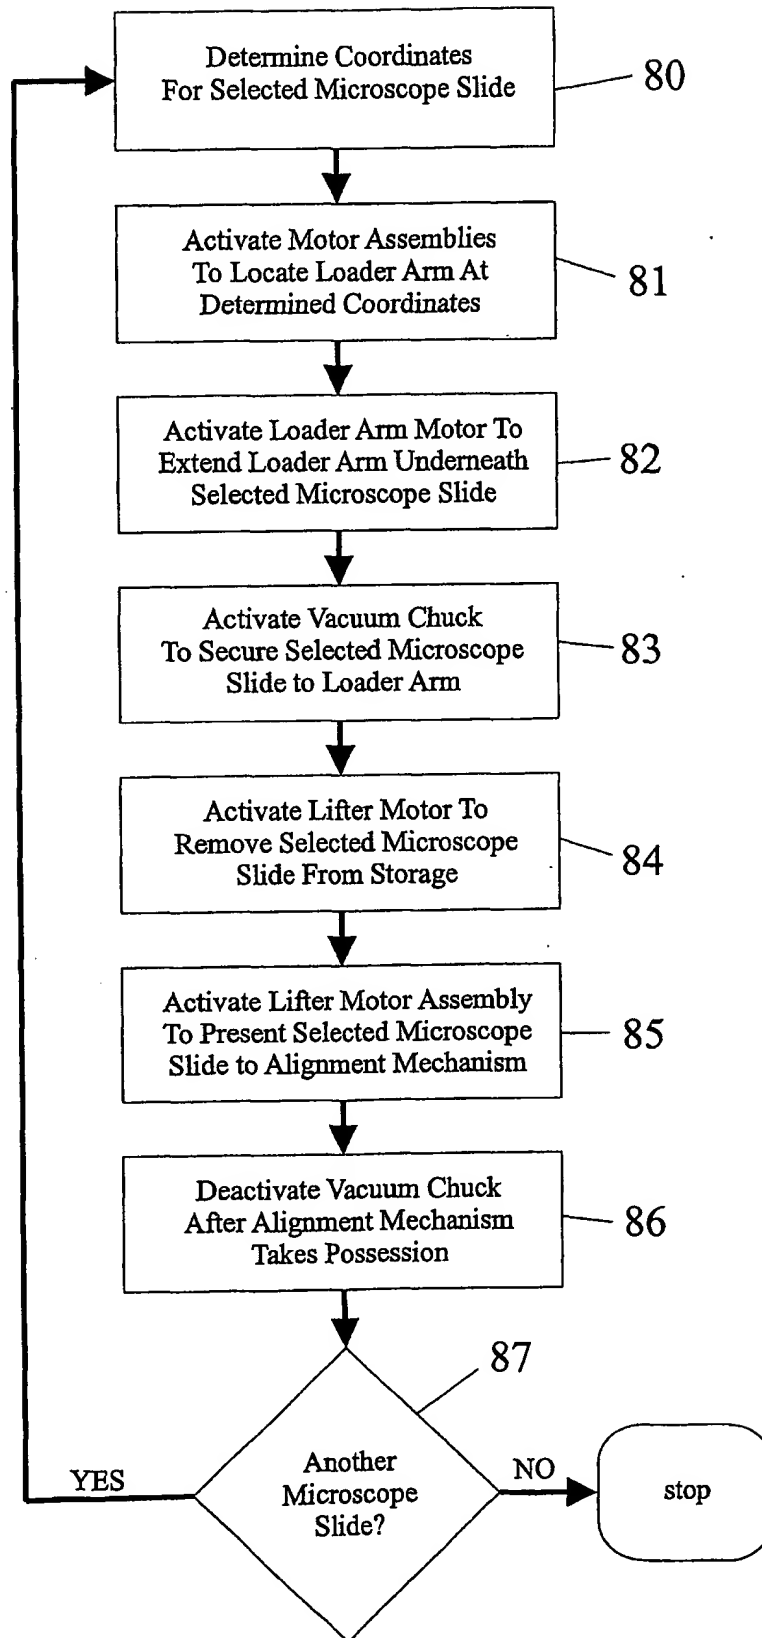 Determine Coordinates
For Selected Microscope Slide
80
Activate Motor Assemblies
To Locate Loader Arm At
Determined Coordinates
81
Activate Loader Arm Motor To
Extend Loader Arm Underneath
Selected Microscope Slide
82
Activate Vacuum Chuck
To Secure Selected Microscope
Slide to Loader Arm
83
Activate Lifter Motor To
Remove Selected Microscope
Slide From Storage
84
Activate Lifter Motor Assembly
To Present Selected Microscope
Slide to Alignment Mechanism
85
Deactivate Vacuum Chuck
After Alignment Mechanism
Takes Possession
86
87
Another
Microscope
Slide?
YES
NO
stop